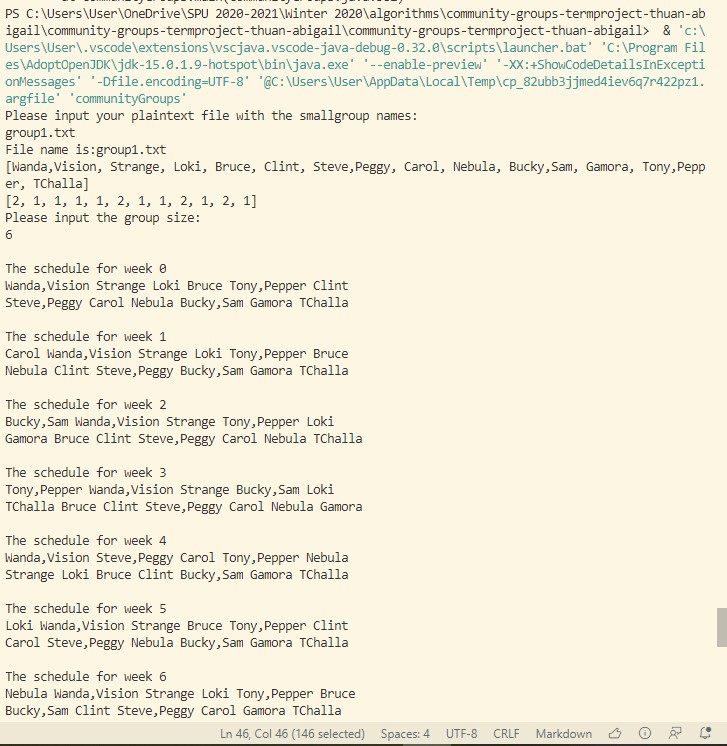 PS C:\Users\User\OneDrive\SPU 2020-2021\Winter 2020\algorithms\community-groups-termproject-thuan-ab
igail\community-groups-termproject-thuan-abigail\community-groups-termproject-thuan-abigail>  & 'c:\
Users\User\.vscode\extensions\vscjava.vscode-java-debug-0.32.0\scripts\launcher.bat' 'C:\Program Fil
es\AdoptOpenJDK\jdk-15.0.1.9-hotspot\bin\java.exe' '--enable-preview' '-XX:+ShowCodeDetailsInExcepti
onMessages' '-Dfile.encoding=UTF-8' '@C:\Users\User\AppData\Local\Temp\cp_82ubb3jjmed4iev6q7r422pz1.
argfile' 'communityGroups'
Please input your plaintext file with the smallgroup names:
group1.txt
File name is:group1.txt
[Wanda,Vision, Strange, Loki, Bruce, Clint, Steve,Peggy, Carol, Nebula, Bucky,Sam, Gamora, Tony,Pepp
er, TChalla]
[2, 1, 1, 1, 1, 2, 1, 1, 2, 1, 2, 1]
Please input the group size:
6
The schedule for week 0
Wanda,Vision Strange Loki Bruce Tony,Pepper Clint
Steve,Peggy Carol Nebula Bucky,Sam Gamora TChalla
The schedule for week 1
Carol Wanda,Vision Strange Loki Tony,Pepper Bruce
Nebula Clint Steve,Peggy Bucky,Sam Gamora TChalla
The schedule for week 2
Bucky,Sam Wanda,Vision Strange Tony,Pepper Loki
Gamora Bruce Clint Steve,Peggy Carol Nebula TChalla
The schedule for week 3
Tony,Pepper Wanda,Vision Strange Bucky,Sam Loki
TChalla Bruce Clint Steve,Peggy Carol Nebula Gamora
The schedule for week 4
Wanda,Vision Steve,Peggy Carol Tony,Pepper Nebula
Strange Loki Bruce Clint Bucky,Sam Gamora TChalla
The schedule for week 5
Loki Wanda,Vision Strange Bruce Tony,Pepper Clint
Carol Steve,Peggy Nebula Bucky,Sam Gamora TChalla
The schedule for week 6
Nebula Wanda,Vision Strange Loki Tony,Pepper Bruce
Bucky,Sam Clint Steve,Peggy Carol Gamora TChalla
Ln 46, Col 46 (146 selected) Spaces: 4 UTF-8 CRLF Markdown